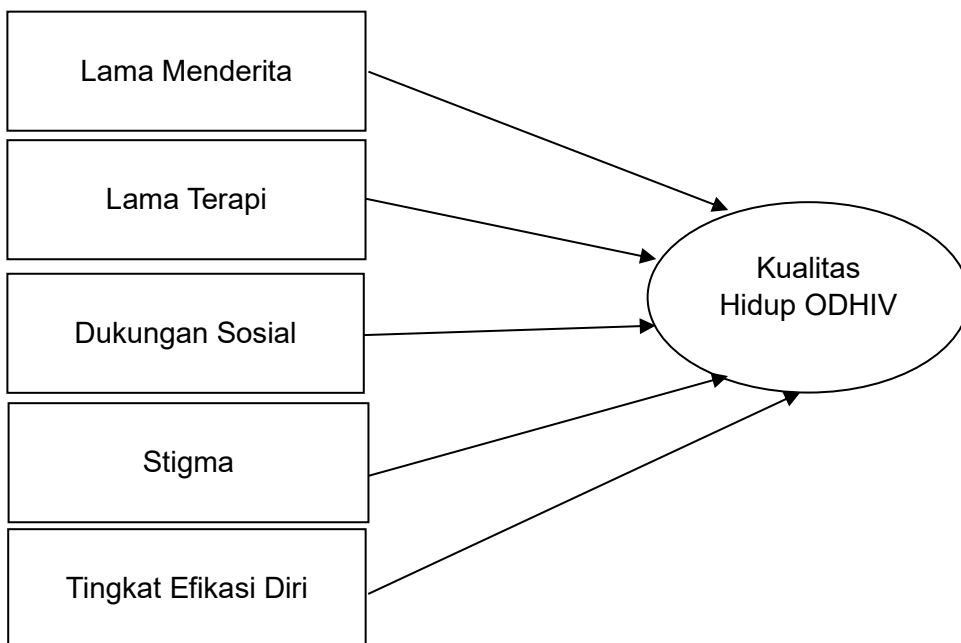 Lama Menderita
Lama Terapi
Dukungan Sosial
Stigma
Tingkat Efikasi Diri
Kualitas
Hidup ODHIV